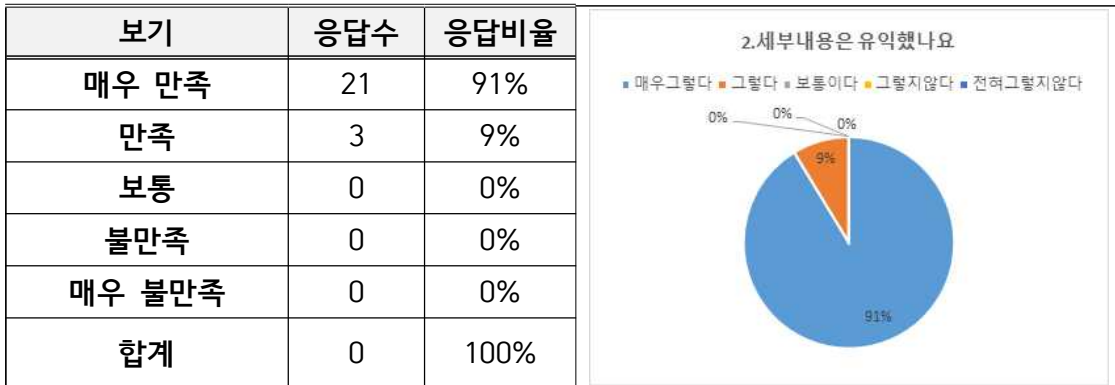 보기 응답수 응답비율
매우 만족 21 91%
만족 3 9%
보통 0 0%
불만족 0 0%
매우 불만족 0 0%
합계 0 100%
2.세부내용은 유익했나요
매우그렇다 그렇다 보통이다 그렇지않다 전혀그렇지않다
0% 0% 0%
9%
91%